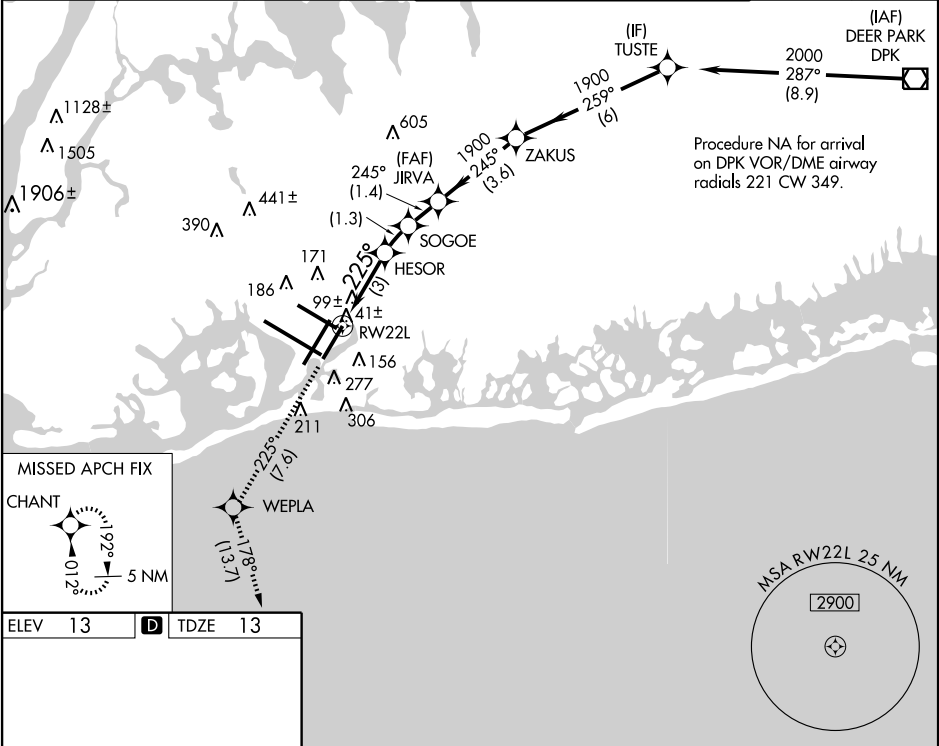 (IAF)
DEER PARK
DPK
(IF)
TUSTE
2000
287°
(8.9)
1900
259°
(6)
ZAKUS
Procedure NA for arrival
on DPK VOR/DME airway
radials 221 CW 349.
1900
245°
(3.6)
(FAF)
JIRVA
245°
(1.4)
(1.3)
SOGOE
HESOR
225°
(3)
1128±
1505
1906±
605
441±
390
171
186
99±
41±
RW22L
156
277
306
211
225°
(7.6)
WEPLA
178°
(13.7)
MISSED APCH FIX
CHANT
192°
012°
5 NM
MSA RW22L 25 NM
2900
ELEV 13 D TDZE 13